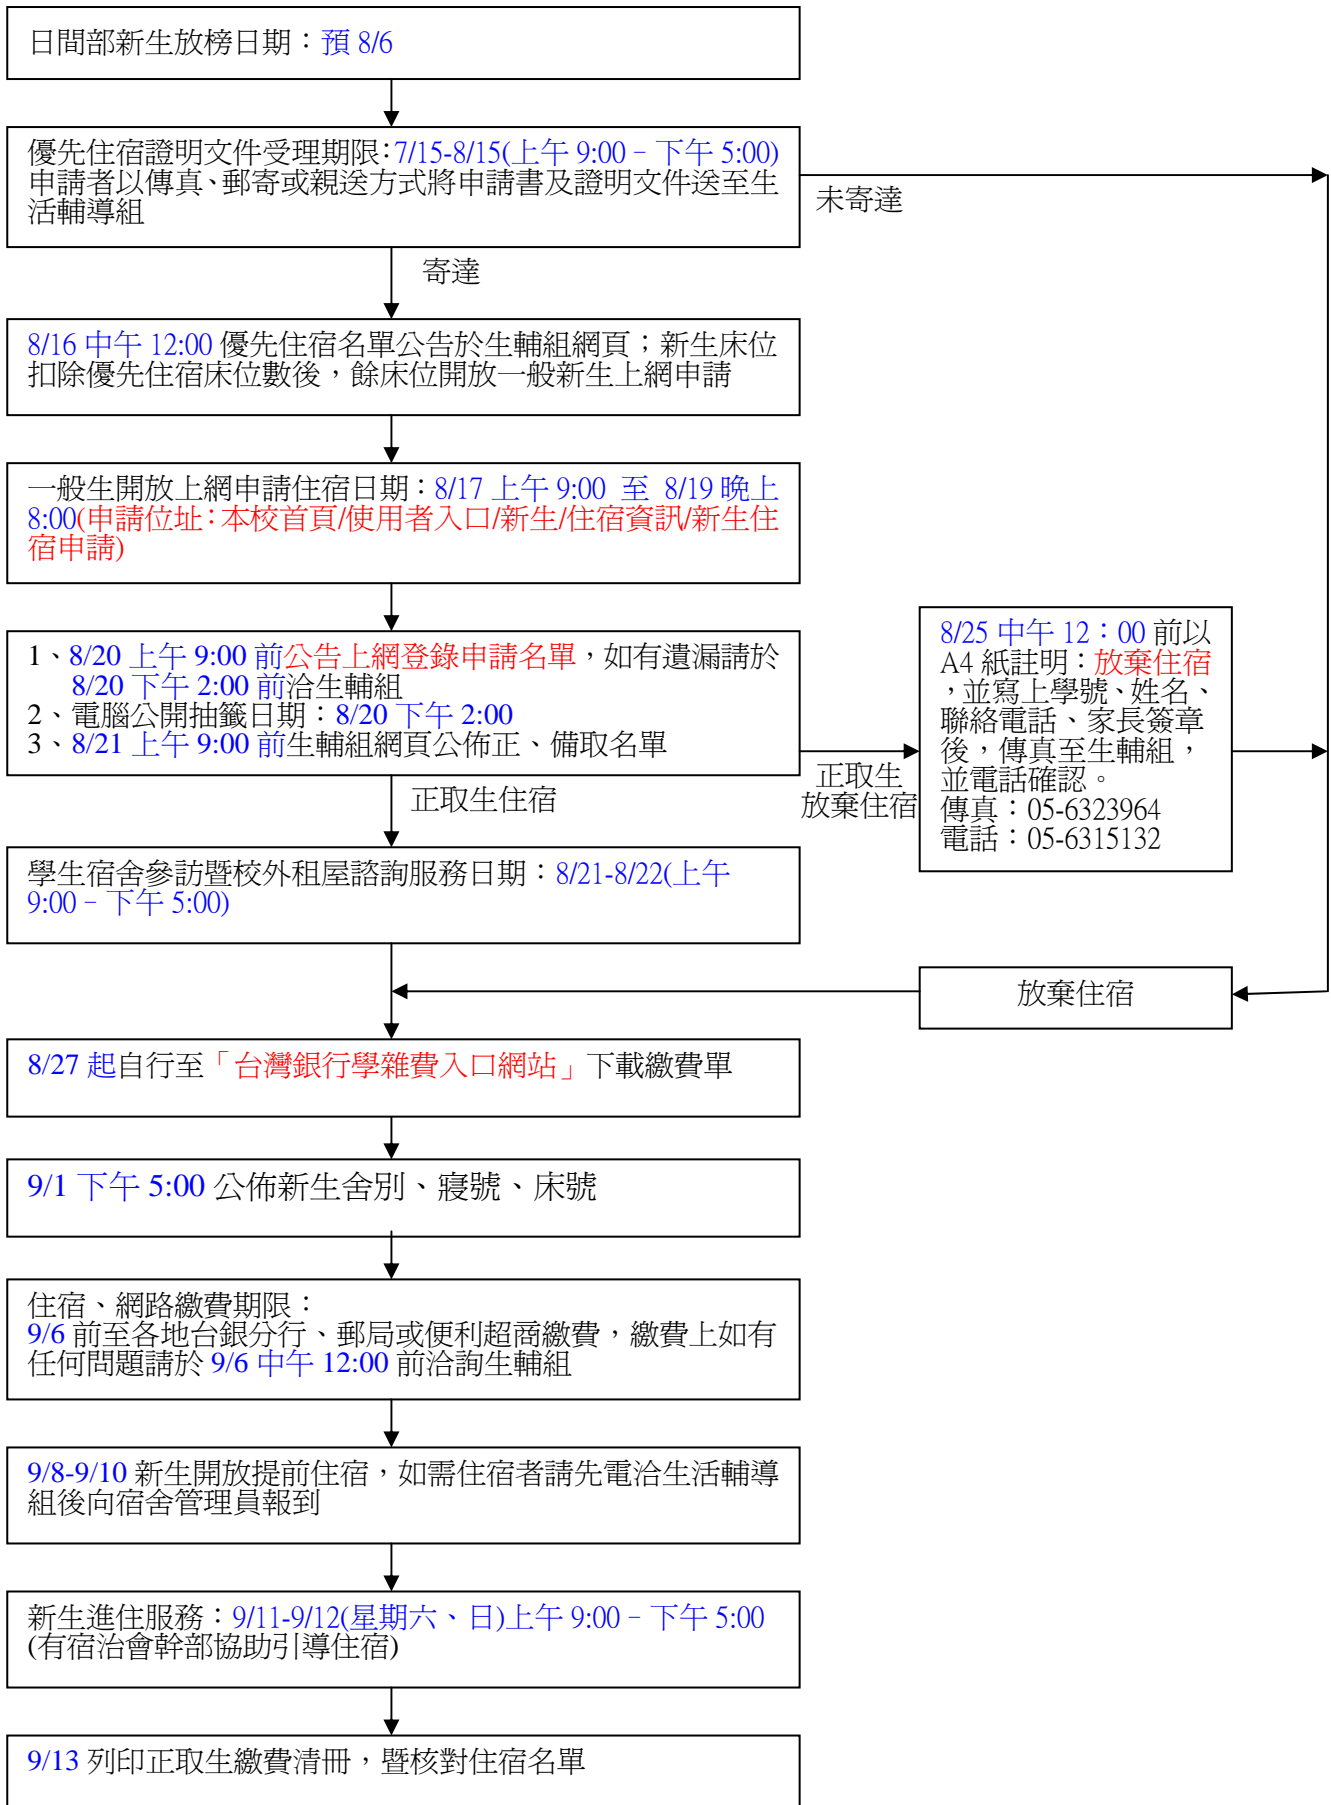 日間部新生放榜日期：預 8/6
優先住宿證明文件受理期限：7/15-8/15(上午 9:00﹣下午 5:00)
申請者以傳真、郵寄或親送方式將申請書及證明文件送至生
活輔導組
未寄達
寄達
8/16 中午 12:00 優先住宿名單公告於生輔組網頁；新生床位
扣除優先住宿床位數後，餘床位開放一般新生上網申請
一般生開放上網申請住宿日期：8/17 上午 9:00 至 8/19 晚上
8:00(申請位址：本校首頁/使用者入口/新生/住宿資訊/新生住
宿申請)
1、8/20 上午 9:00 前公告上網登錄申請名單，如有遺漏請於
8/20 下午 2:00 前洽生輔組
2、電腦公開抽籤日期：8/20 下午 2:00
3、8/21 上午 9:00 前生輔組網頁公佈正、備取名單
正取生
放棄住宿
8/25 中午 12：00 前以
A4 紙註明：放棄住宿
，並寫上學號、姓名、
聯絡電話、家長簽章
後，傳真至生輔組，
並電話確認。
傳真：05-6323964
電話：05-6315132
正取生住宿
學生宿舍參訪暨校外租屋諮詢服務日期：8/21-8/22(上午
9:00﹣下午 5:00)
放棄住宿
8/27 起自行至「台灣銀行學雜費入口網站」下載繳費單
9/1 下午 5:00 公佈新生舍別、寢號、床號
住宿、網路繳費期限：
9/6 前至各地台銀分行、郵局或便利超商繳費，繳費上如有
任何問題請於 9/6 中午 12:00 前洽詢生輔組
9/8-9/10 新生開放提前住宿，如需住宿者請先電洽生活輔導
組後向宿舍管理員報到
新生進住服務：9/11-9/12(星期六、日)上午 9:00﹣下午 5:00
(有宿治會幹部協助引導住宿)
9/13 列印正取生繳費清冊，暨核對住宿名單